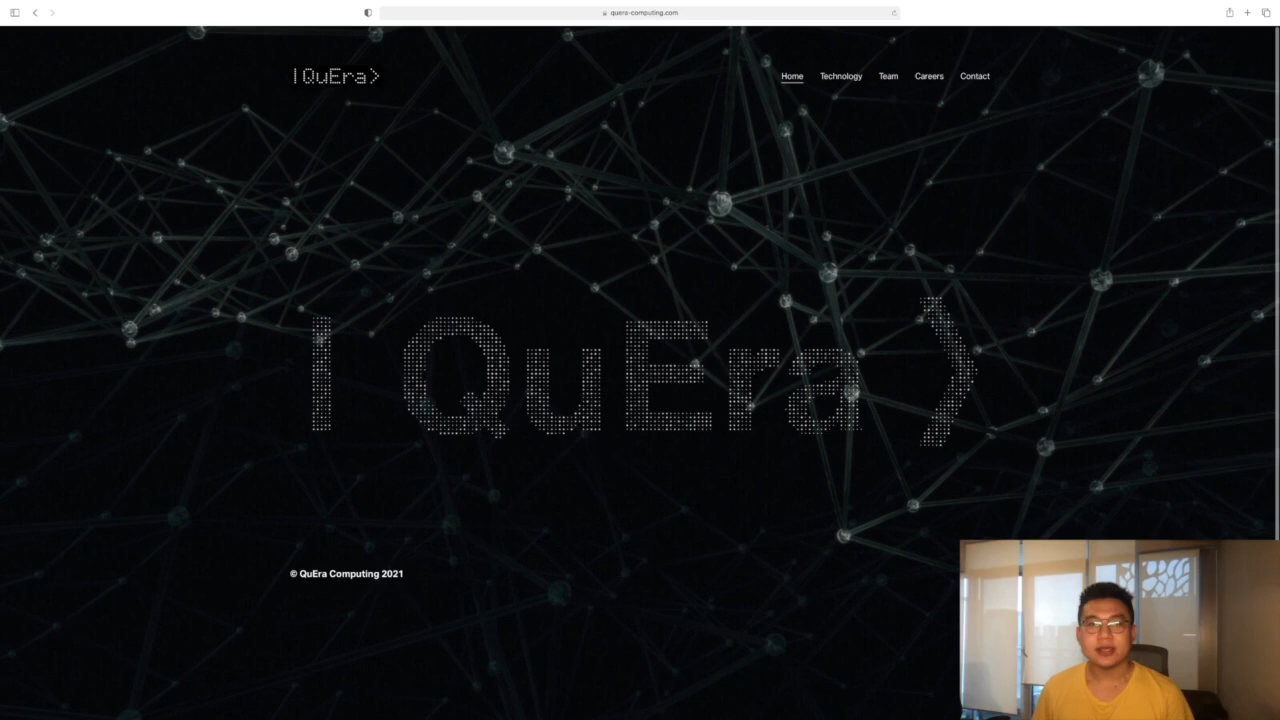 quera-computing.com
|QuEra>
Home Technology Team Careers Contact
|QuEra⟩
© QuEra Computing 2021